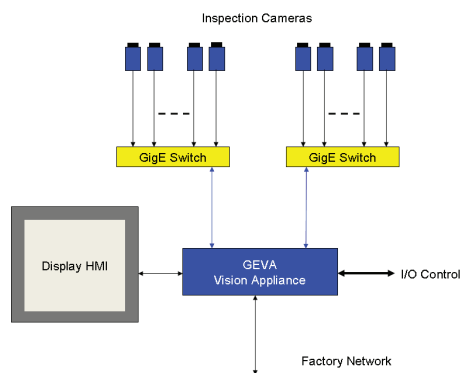 Inspection Cameras
GigE Switch
GigE Switch
Display HMI
GEVA
Vision Appliance
I/O Control
Factory Network